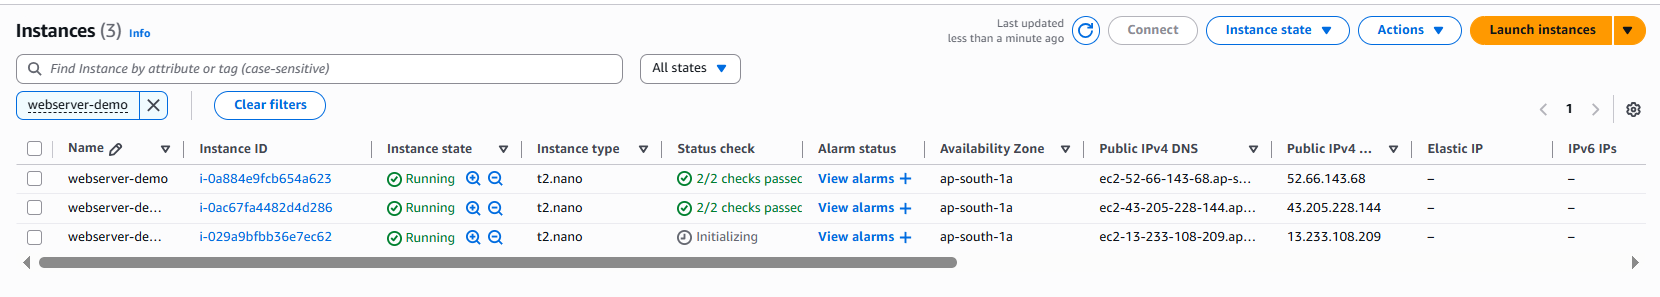 Instances (3) Info
Last updated
less than a minute ago
Connect
Instance state
Actions
Launch instances
Find Instance by attribute or tag (case-sensitive)
All states
webserver-demo
Clear filters
1
Name Instance ID Instance state Instance type Status check Alarm status Availability Zone Public IPv4 DNS Public IPv4 ... Elastic IP IPv6 IPs
webserver-demo i-0a884e9fcb654a623 Running t2.nano 2/2 checks passed View alarms + ap-south-1a ec2-52-66-143-68.ap-s... 52.66.143.68 – –
webserver-de... i-0ac67fa4482d4d286 Running t2.nano 2/2 checks passed View alarms + ap-south-1a ec2-43-205-228-144.ap... 43.205.228.144 – –
webserver-de... i-029a9bfbb36e7ec62 Running t2.nano Initializing View alarms + ap-south-1a ec2-13-233-108-209.ap... 13.233.108.209 – –